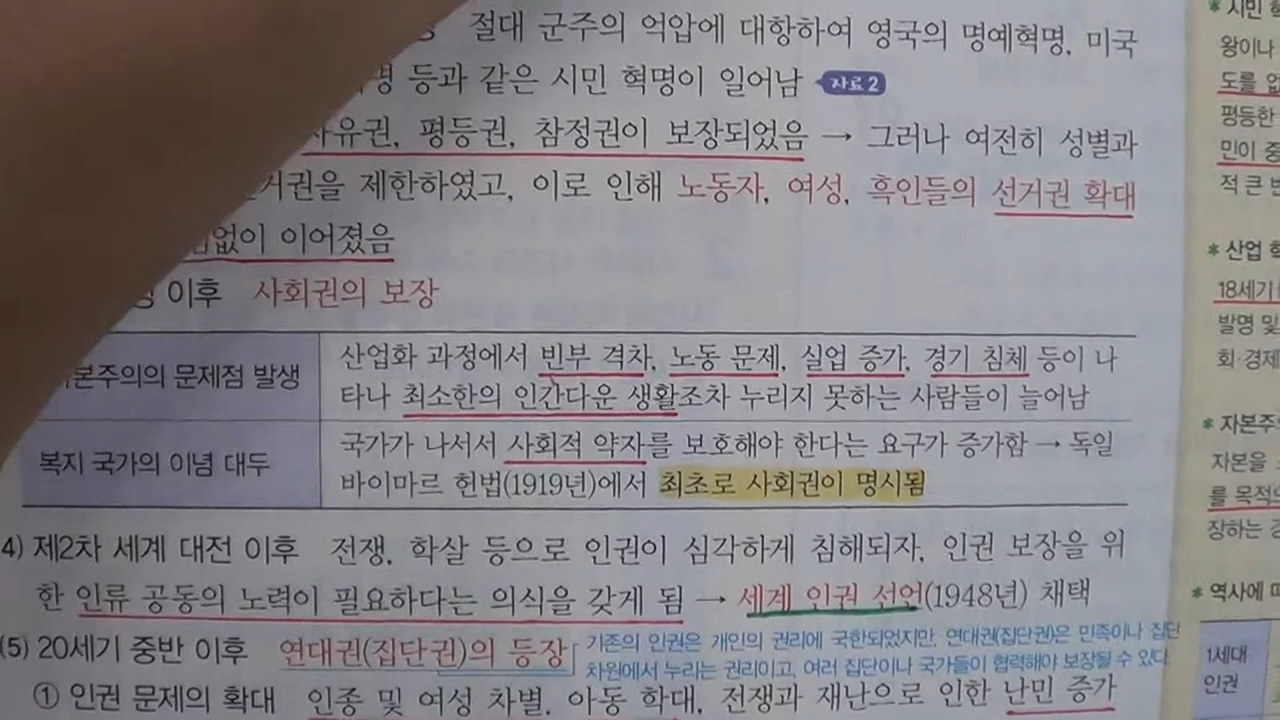 절대 군주의 억압에 대항하여 영국의 명예혁명, 미국
등과 같은 시민 혁명이 일어남 자료 2
자유권, 평등권, 참정권이 보장되었음 → 그러나 여전히 성별과
제한하였고, 이로 인해 노동자, 여성, 흑인들의 선거권 확대
이어졌음
이후 사회권의 보장
문제점 발생
산업화 과정에서 빈부 격차, 노동 문제, 실업 증가, 경기 침체 등이 나
타나 최소한의 인간다운 생활조차 누리지 못하는 사람들이 늘어남
복지 국가의 이념 대두
국가가 나서서 사회적 약자를 보호해야 한다는 요구가 증가함 → 독일
바이마르 헌법(1919년)에서 최초로 사회권이 명시됨
4) 제2차 세계 대전 이후 전쟁, 학살 등으로 인권이 심각하게 침해되자, 인권 보장을 위
한 인류 공동의 노력이 필요하다는 의식을 갖게 됨 → 세계 인권 선언(1948년) 채택
(5) 20세기 중반 이후 연대권(집단권)의 등장
기존의 인권은 개인의 권리에 국한되었지만, 연대권(집단권)은 민족이나 집단
차원에서 누리는 권리이고, 여러 집단이나 국가들이 협력해야 보장될 수 있다.
① 인권 문제의 확대 인종 및 여성 차별, 아동 학대, 전쟁과 재난으로 인한 난민 증가
* 시민
왕이나
도를
평등한
적 큰
* 산업
18세기
발명 및
회·경제
* 자본주
자본을
를
장하는
* 역사에
1세대
인권